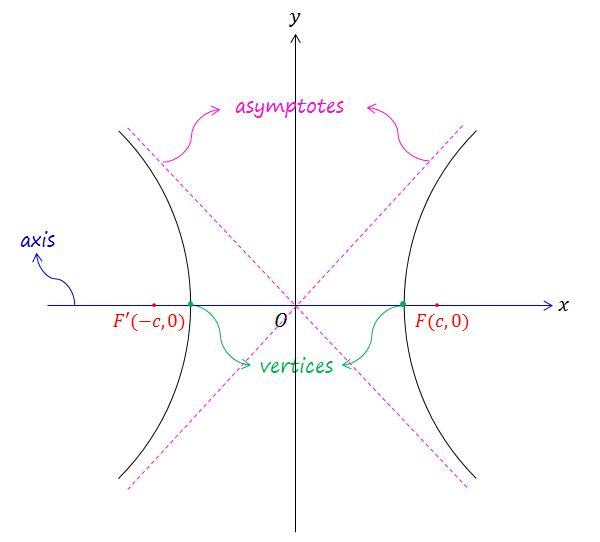 y
asymptotes
axis
x
F′(−c,0)
O
F(c,0)
vertices